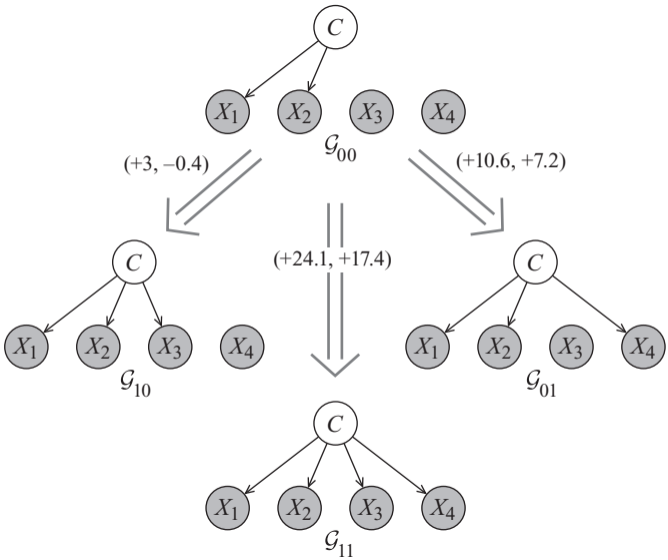 C
X₁ X₂ X₃ X₄
𝒢₀₀
(+3, –0.4)
(+10.6, +7.2)
(+24.1, +17.4)
C
X₁ X₂ X₃ X₄
𝒢₁₀
C
X₁ X₂ X₃ X₄
𝒢₀₁
C
X₁ X₂ X₃ X₄
𝒢₁₁